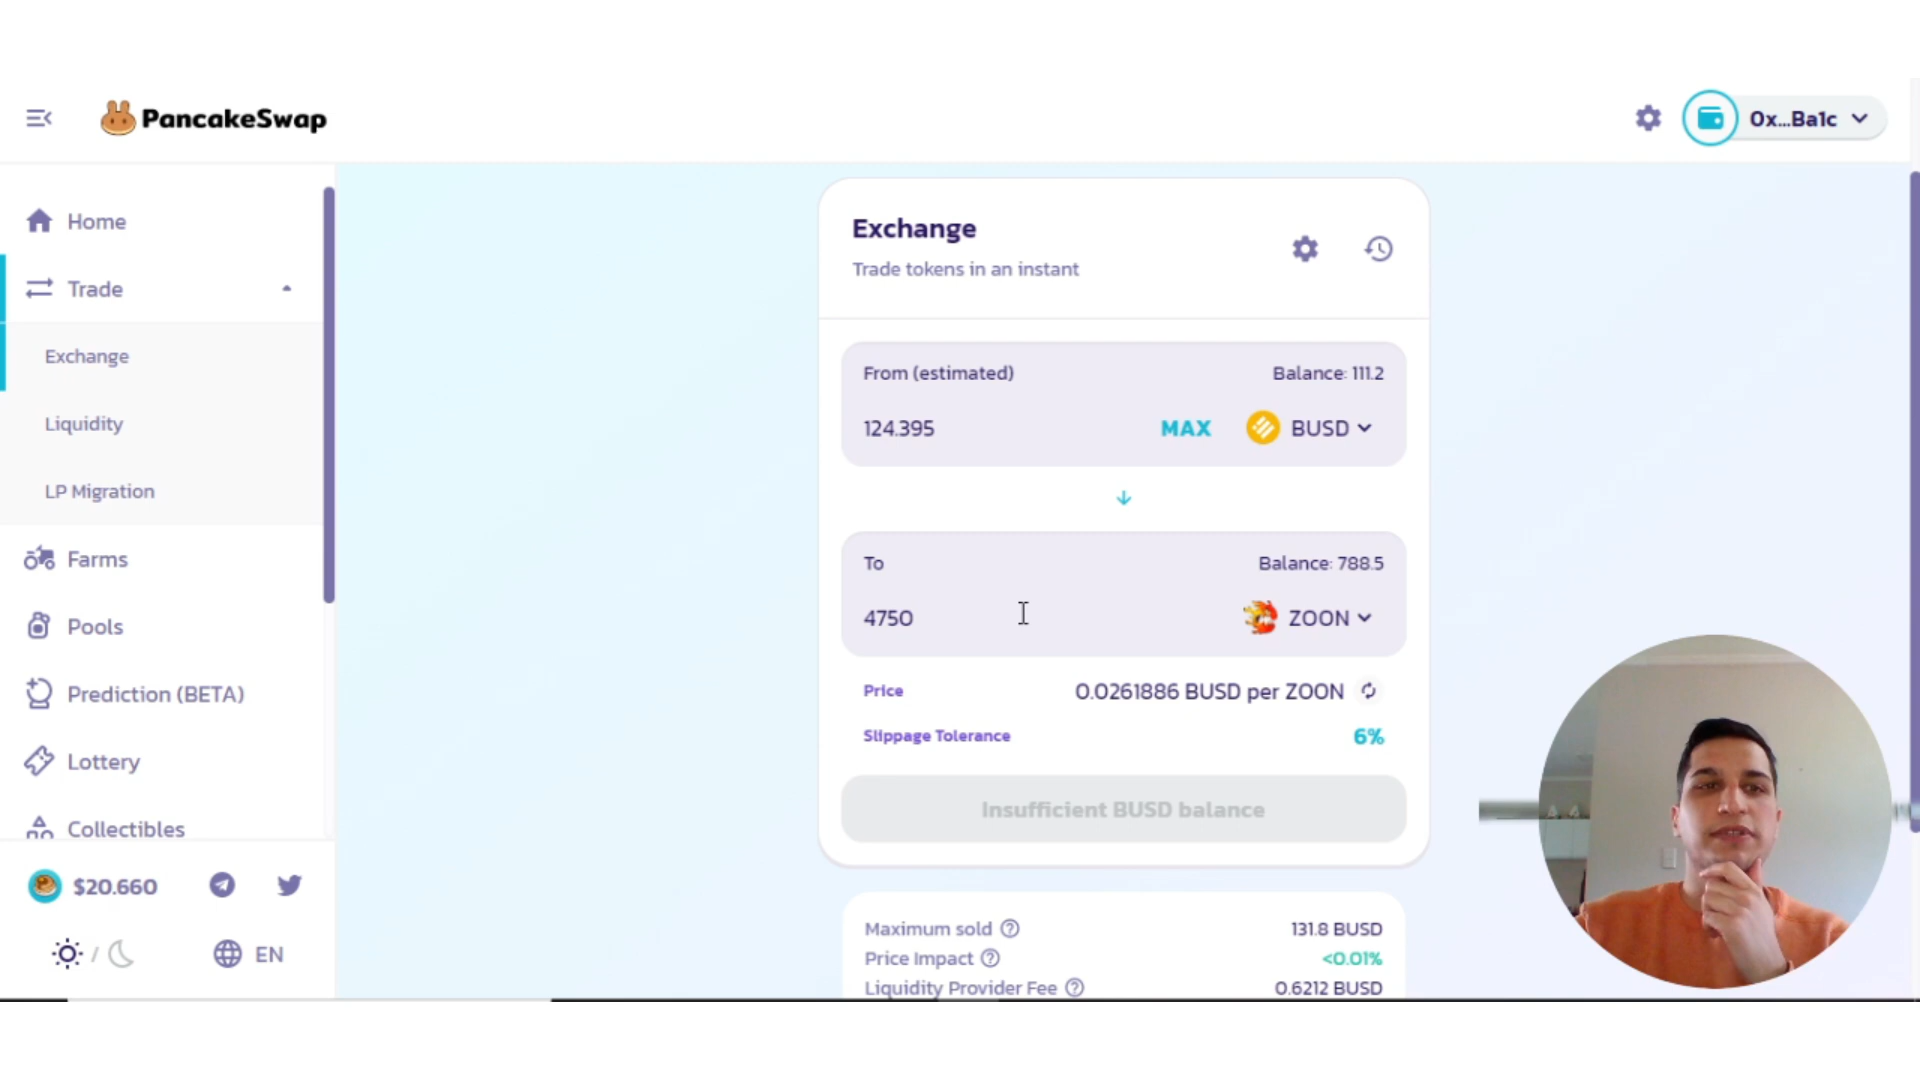 PancakeSwap
0x...Ba1c
Home
Trade
Exchange
Liquidity
LP Migration
Farms
Pools
Prediction (BETA)
Lottery
Collectibles
$20.660
/
EN
Exchange
Trade tokens in an instant
From (estimated)
Balance: 111.2
124.395
MAX
BUSD
To
Balance: 788.5
4750
ZOON
Price
0.0261886 BUSD per ZOON
Slippage Tolerance
6%
Insufficient BUSD balance
Maximum sold ?
131.8 BUSD
Price Impact ?
<0.01%
Liquidity Provider Fee ?
0.6212 BUSD